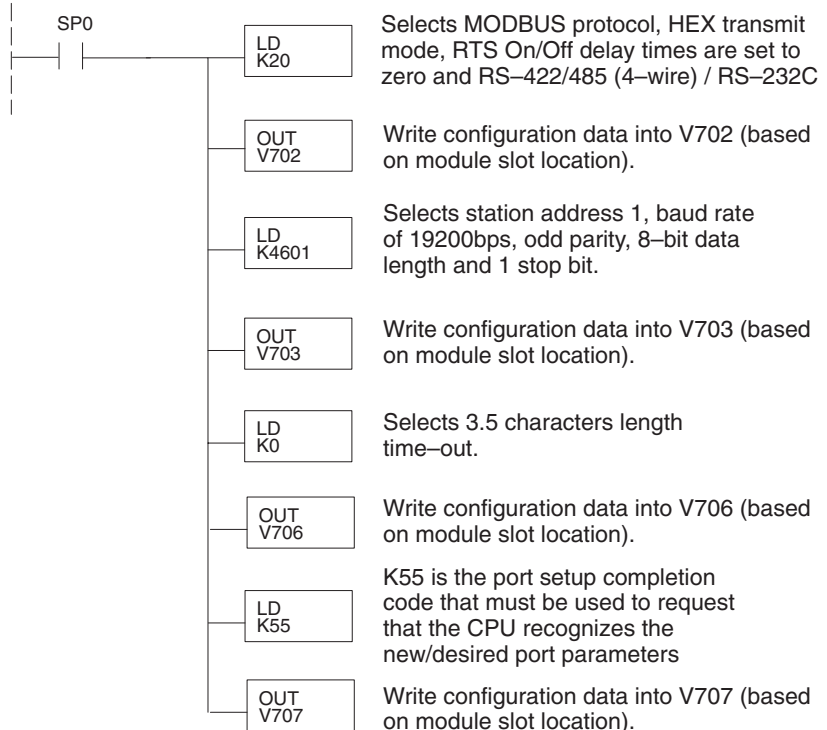 SP0
LD
K20
Selects MODBUS protocol, HEX transmit
mode, RTS On/Off delay times are set to
zero and RS–422/485 (4–wire) / RS–232C
OUT
V702
Write configuration data into V702 (based
on module slot location).
LD
K4601
Selects station address 1, baud rate
of 19200bps, odd parity, 8–bit data
length and 1 stop bit.
OUT
V703
Write configuration data into V703 (based
on module slot location).
LD
K0
Selects 3.5 characters length
time–out.
OUT
V706
Write configuration data into V706 (based
on module slot location).
LD
K55
K55 is the port setup completion
code that must be used to request
that the CPU recognizes the
new/desired port parameters
OUT
V707
Write configuration data into V707 (based
on module slot location).